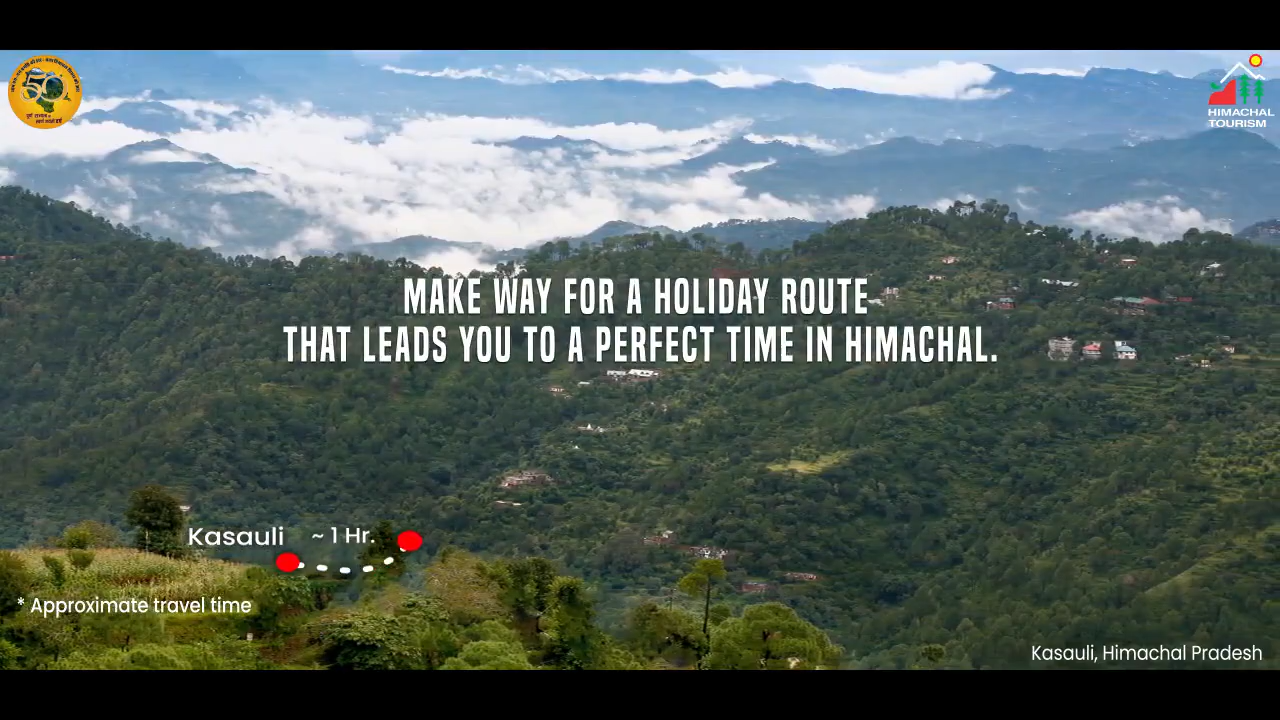 50
HIMACHAL
TOURISM
MAKE WAY FOR A HOLIDAY ROUTE
THAT LEADS YOU TO A PERFECT TIME IN HIMACHAL.
Kasauli ~ 1 Hr.
* Approximate travel time
Kasauli, Himachal Pradesh